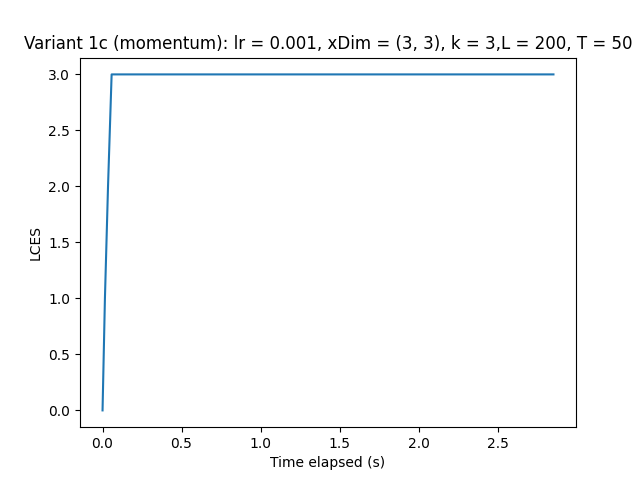 Variant 1c (momentum): lr = 0.001, xDim = (3, 3), k = 3,L = 200, T = 50
3.0
2.5
2.0
1.5
1.0
0.5
0.0
LCES
0.0 0.5 1.0 1.5 2.0 2.5
Time elapsed (s)